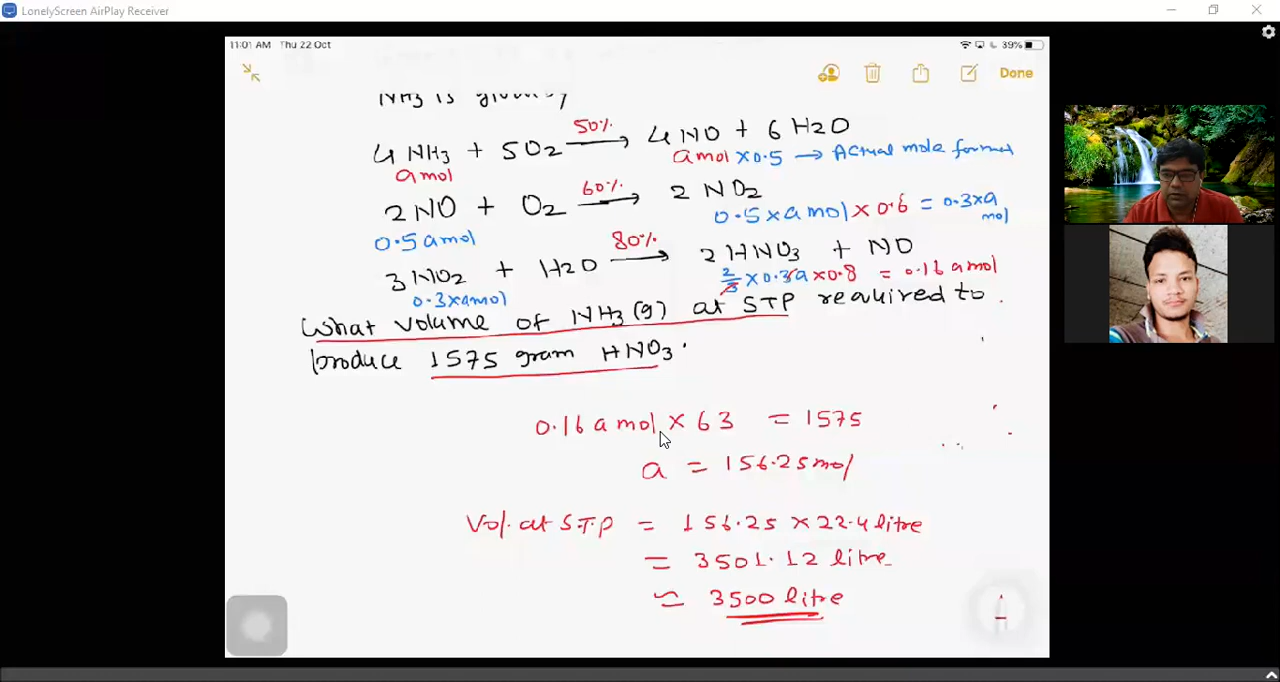 LonelyScreen AirPlay Receiver
11:01 AM Thu 22 Oct 39%
Done
NH3 is
4 NH3 + 5O2 50% → 4 NO + 6 H2O
a mol a mol × 0.5 → Actual mole format
2 NO + O2 60% → 2 NO2
0.5 a mol 0.5 × a mol × 0.6 = 0.3 × a mol
3 NO2 + H2O 80% → 2 HNO3 + NO
0.3 × a mol 2/3 × 0.3a × 0.8 = 0.16 a mol
What volume of NH3(g) at STP required to
produce 1575 gram HNO3.
0.16 a mol × 63 = 1575
a = 156.25 mol
Vol. at S.T.P = 156.25 × 22.4 litre
= 3501.12 litre
≃ 3500 litre